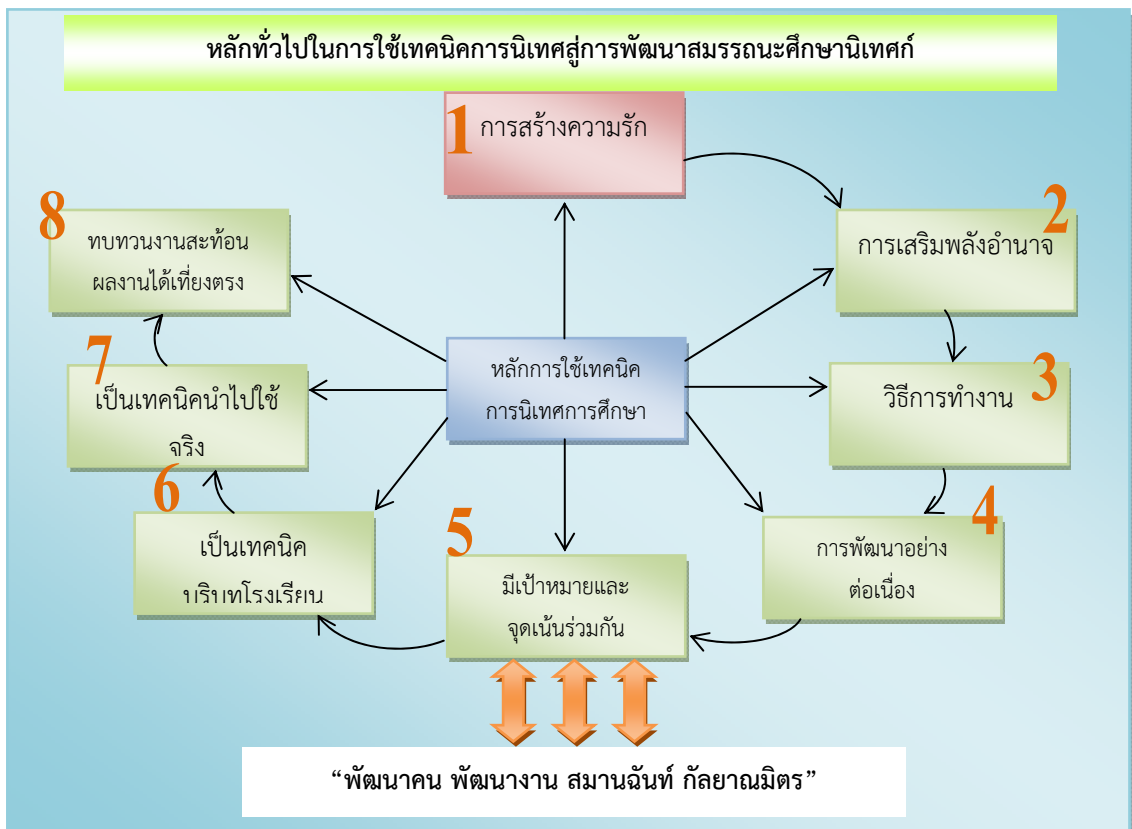 หลักทั่วไปในการใช้เทคนิคการนิเทศสู่การพัฒนาสมรรถนะศึกษานิเทศก์
1
การสร้างความรัก
2
การเสริมพลังอำนาจ
3
วิธีการทำงาน
4
การพัฒนาอย่าง
ต่อเนื่อง
5
มีเป้าหมายและ
จุดเน้นร่วมกัน
6
เป็นเทคนิค
บริบทโรงเรียน
7
เป็นเทคนิคนำไปใช้
จริง
8
ทบทวนงานสะท้อน
ผลงานได้เที่ยงตรง
หลักการใช้เทคนิค
การนิเทศการศึกษา
“พัฒนาคน พัฒนางาน สมานฉันท์ กัลยาณมิตร”